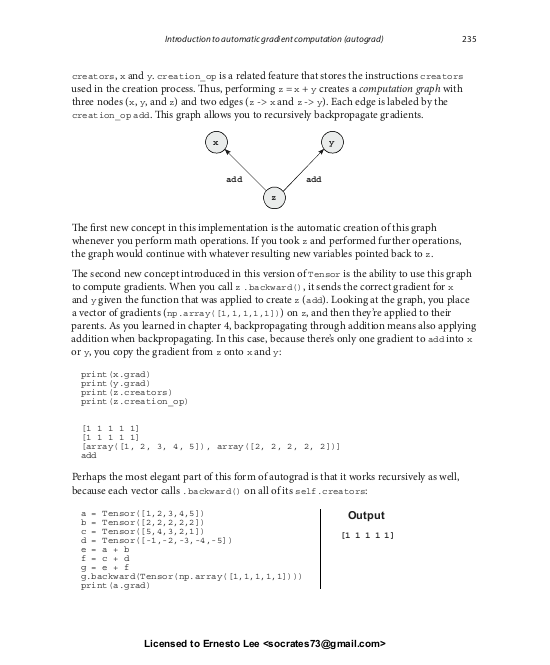 Introduction to automatic gradient computation (autograd) 235
creators, x and y. creation_op is a related feature that stores the instructions creators
used in the creation process. Thus, performing z = x + y creates a computation graph with
three nodes (x, y, and z) and two edges (z -> x and z -> y). Each edge is labeled by the
creation_op add. This graph allows you to recursively backpropagate gradients.
x y
add add
z
The first new concept in this implementation is the automatic creation of this graph
whenever you perform math operations. If you took z and performed further operations,
the graph would continue with whatever resulting new variables pointed back to z.
The second new concept introduced in this version of Tensor is the ability to use this graph
to compute gradients. When you call z .backward(), it sends the correct gradient for x
and y given the function that was applied to create z (add). Looking at the graph, you place
a vector of gradients (np.array([1,1,1,1,1])) on z, and then they're applied to their
parents. As you learned in chapter 4, backpropagating through addition means also applying
addition when backpropagating. In this case, because there's only one gradient to add into x
or y, you copy the gradient from z onto x and y:
print(x.grad)
print(y.grad)
print(z.creators)
print(z.creation_op)
[1 1 1 1 1]
[1 1 1 1 1]
[array([1, 2, 3, 4, 5]), array([2, 2, 2, 2, 2])]
add
Perhaps the most elegant part of this form of autograd is that it works recursively as well,
because each vector calls .backward() on all of its self.creators:
a = Tensor([1,2,3,4,5])
b = Tensor([2,2,2,2,2])
c = Tensor([5,4,3,2,1])
d = Tensor([-1,-2,-3,-4,-5])
e = a + b
f = c + d
g = e + f
g.backward(Tensor(np.array([1,1,1,1,1])))
print(a.grad)
Output
[1 1 1 1 1]
Licensed to Ernesto Lee <socrates73@gmail.com>